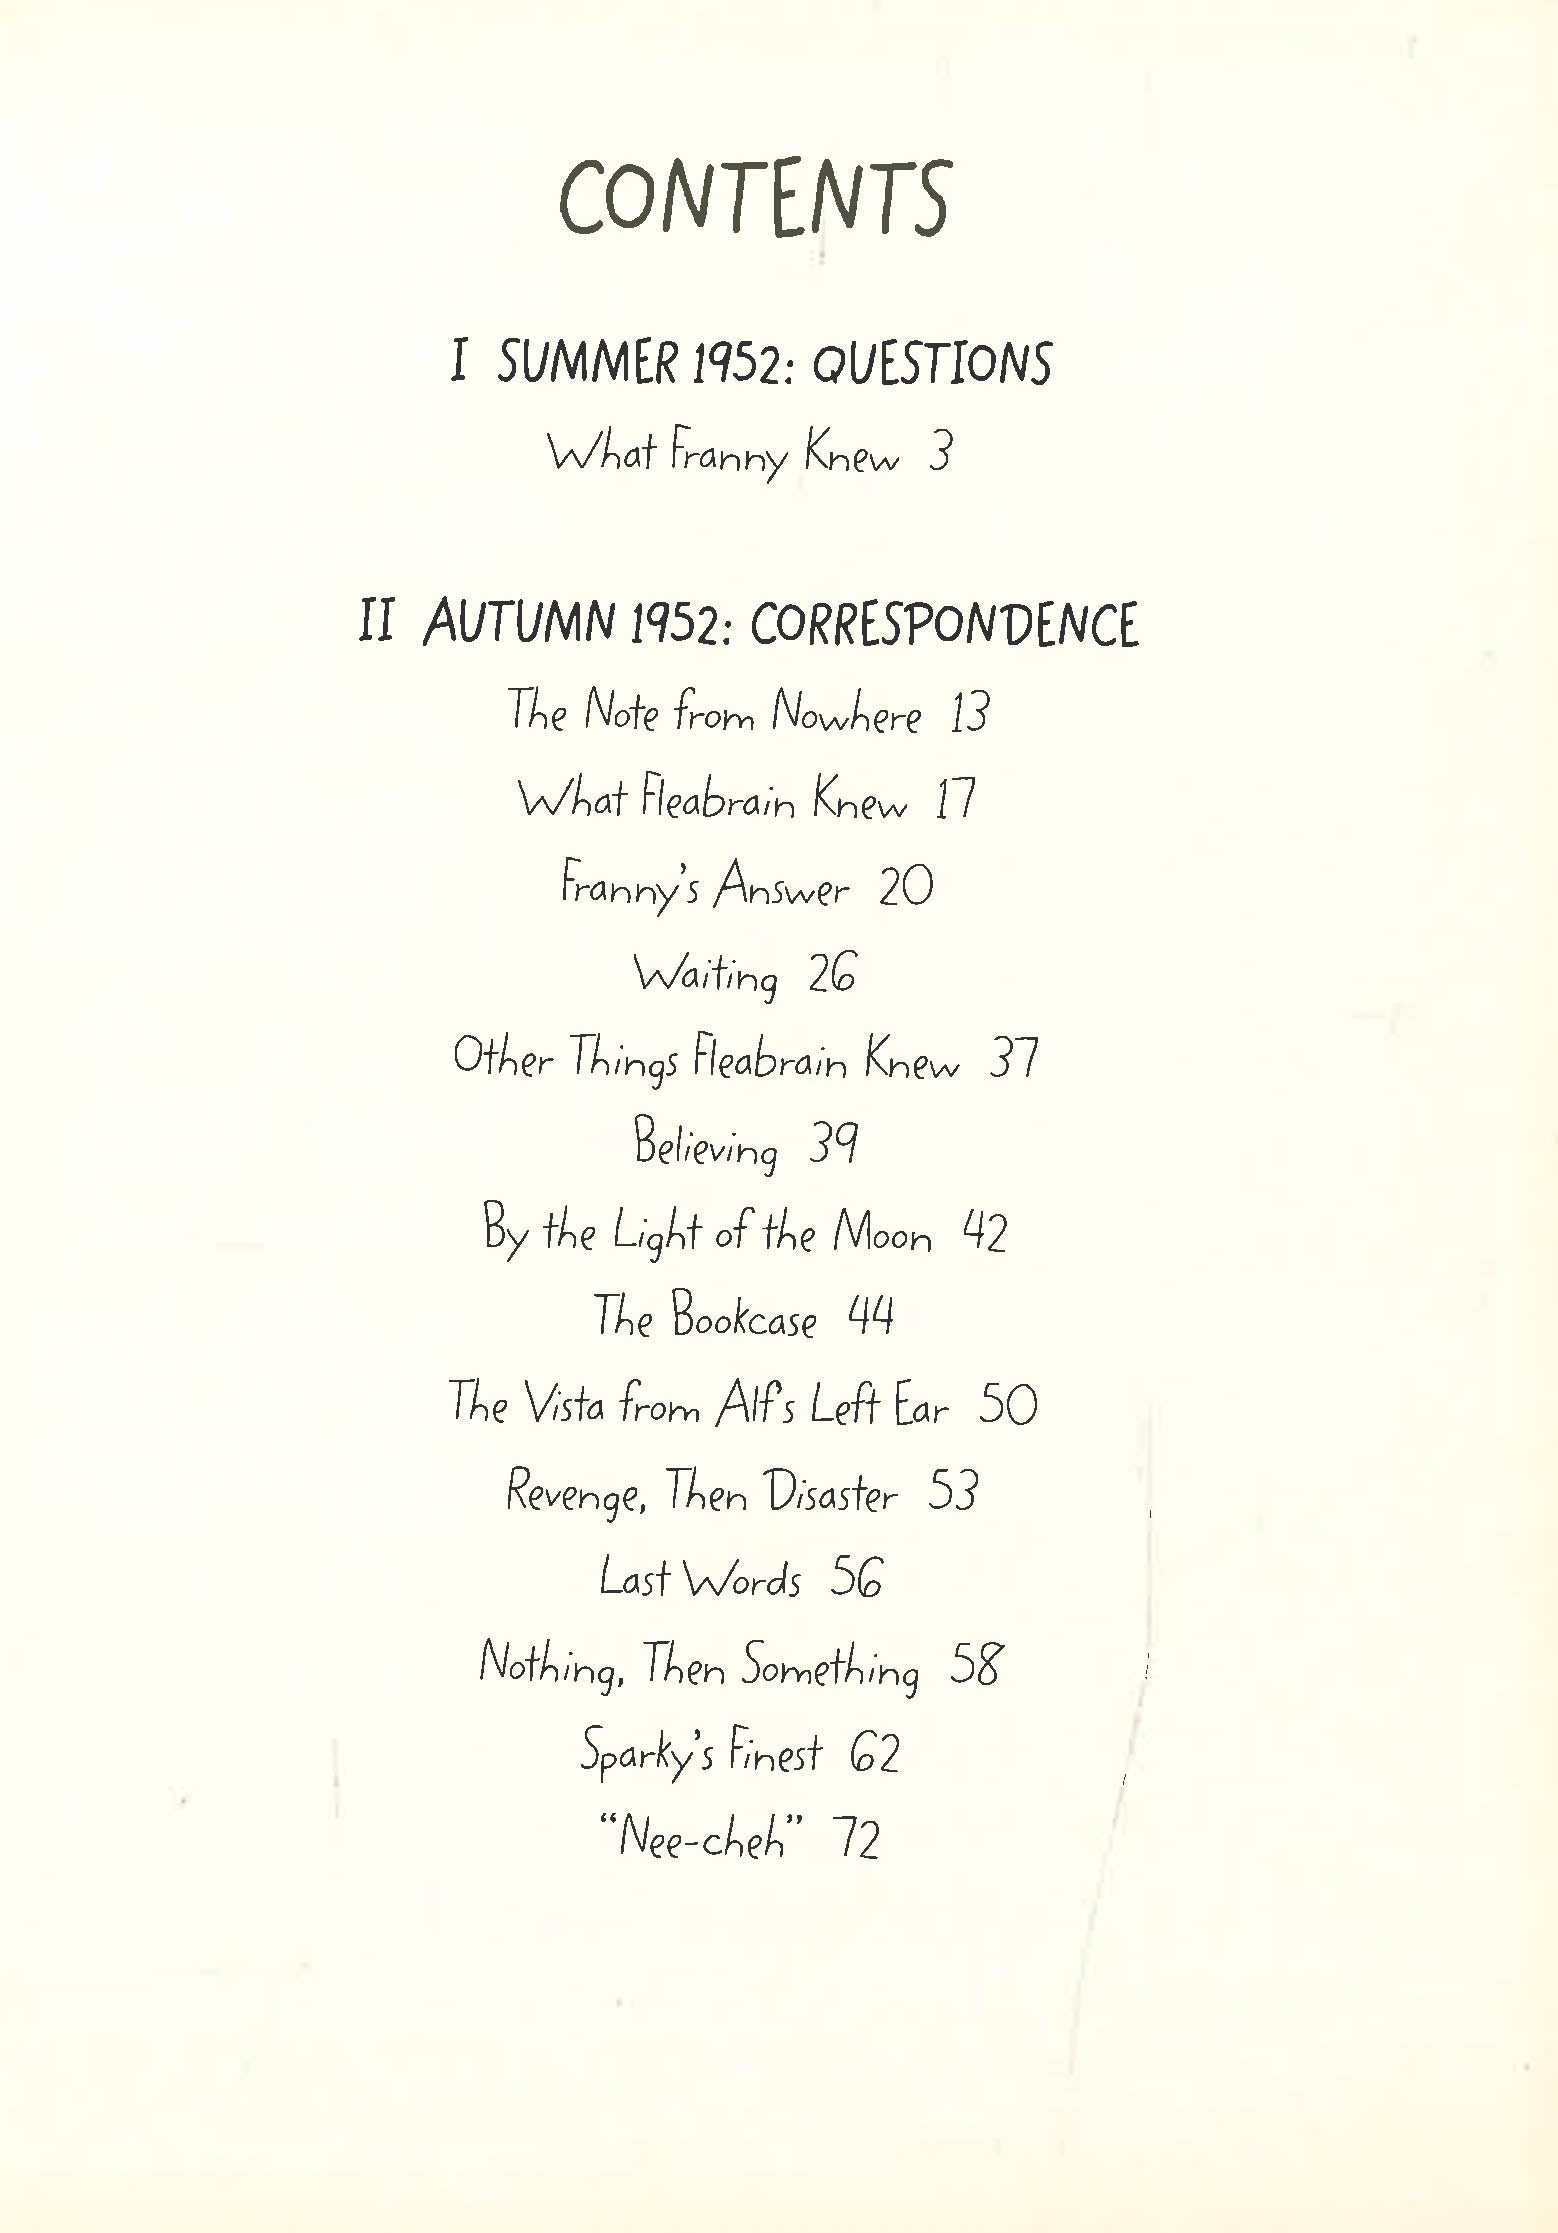 CONTENTS
I SUMMER 1952: QUESTIONS
What Franny Knew 3
II AUTUMN 1952: CORRESPONDENCE
The Note from Nowhere 13
What Fleabrain Knew 17
Franny's Answer 20
Waiting 26
Other Things Fleabrain Knew 37
Believing 39
By the Light of the Moon 42
The Bookcase 44
The Vista from Alf's Left Ear 50
Revenge, Then Disaster 53
Last Words 56
Nothing, Then Something 58
Sparky's Finest 62
“Nee-cheh” 72